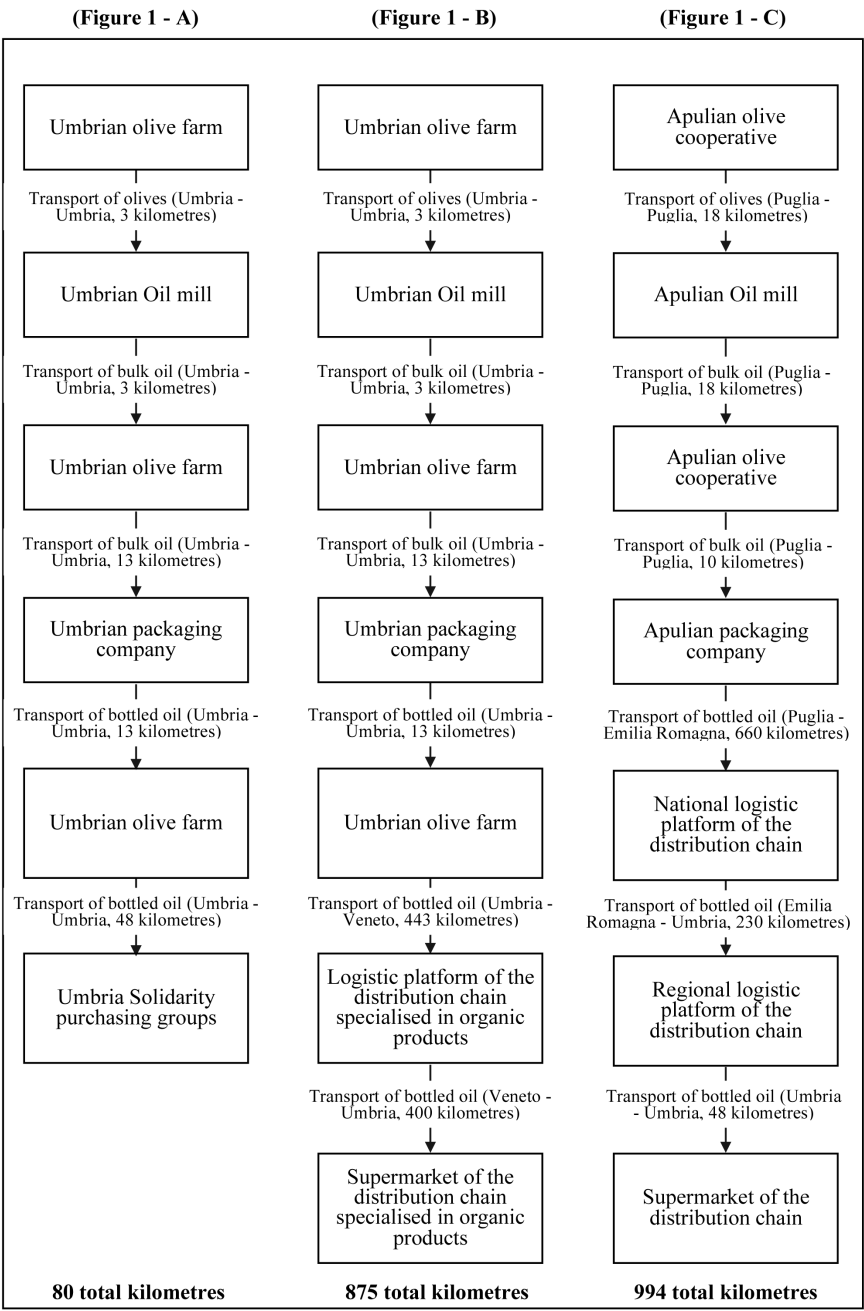 (Figure 1 - A)
(Figure 1 - B)
(Figure 1 - C)
Umbrian olive farm
Transport of olives (Umbria -
Umbria, 3 kilometres)
Umbrian Oil mill
Transport of bulk oil (Umbria -
Umbria, 3 kilometres)
Umbrian olive farm
Transport of bulk oil (Umbria -
Umbria, 13 kilometres)
Umbrian packaging
company
Transport of bottled oil (Umbria -
Umbria, 13 kilometres)
Umbrian olive farm
Transport of bottled oil (Umbria -
Umbria, 48 kilometres)
Umbria Solidarity
purchasing groups
80 total kilometres
Umbrian olive farm
Transport of olives (Umbria -
Umbria, 3 kilometres)
Umbrian Oil mill
Transport of bulk oil (Umbria -
Umbria, 3 kilometres)
Umbrian olive farm
Transport of bulk oil (Umbria -
Umbria, 13 kilometres)
Umbrian packaging
company
Transport of bottled oil (Umbria -
Umbria, 13 kilometres)
Umbrian olive farm
Transport of bottled oil (Umbria -
Veneto, 443 kilometres)
Logistic platform of the
distribution chain
specialised in organic
products
Transport of bottled oil (Veneto -
Umbria, 400 kilometres)
Supermarket of the
distribution chain
specialised in organic
products
875 total kilometres
Apulian olive
cooperative
Transport of olives (Puglia -
Puglia, 18 kilometres)
Apulian Oil mill
Transport of bulk oil (Puglia -
Puglia, 18 kilometres)
Apulian olive
cooperative
Transport of bulk oil (Puglia -
Puglia, 10 kilometres)
Apulian packaging
company
Transport of bottled oil (Puglia -
Emilia Romagna, 660 kilometres)
National logistic
platform of the
distribution chain
Transport of bottled oil (Emilia
Romagna - Umbria, 230 kilometres)
Regional logistic
platform of the
distribution chain
Transport of bottled oil (Umbria
- Umbria, 48 kilometres)
Supermarket of the
distribution chain
994 total kilometres